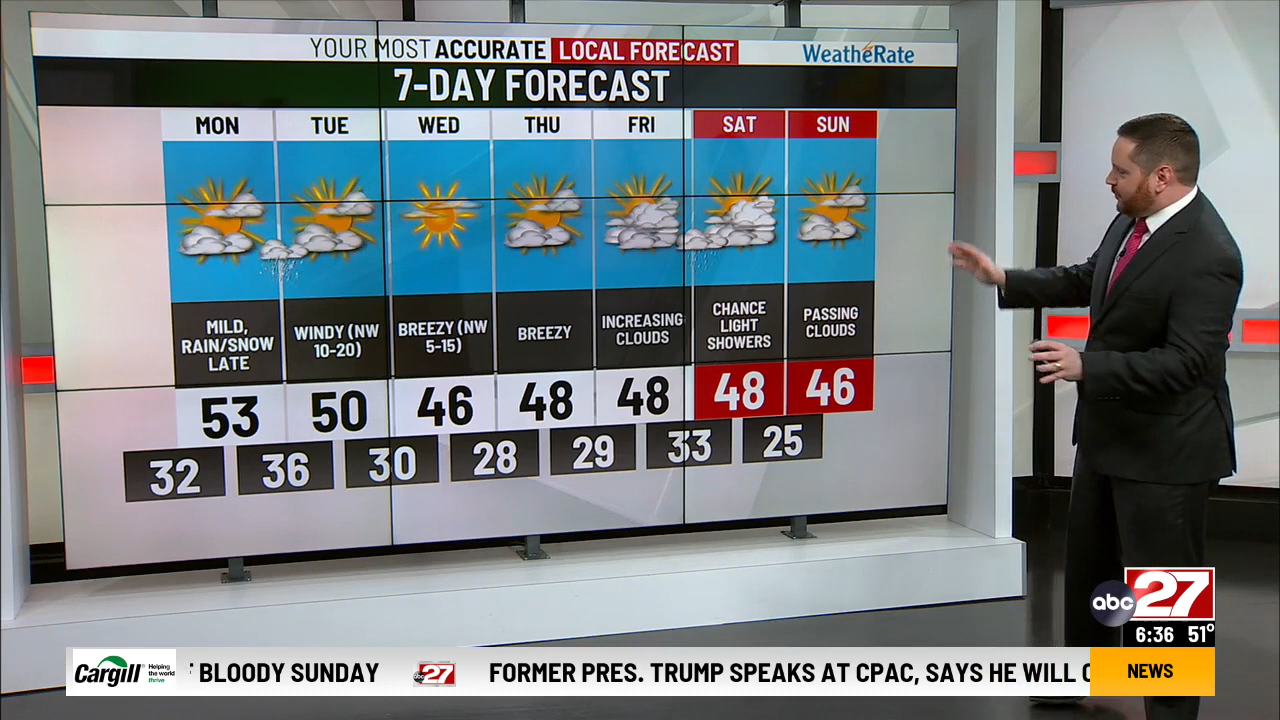 YOUR MOST ACCURATE LOCAL FORECAST
WeatheRate
7-DAY FORECAST
MON TUE WED THU FRI SAT SUN
MILD, RAIN/SNOW LATE
WINDY (NW 10-20)
BREEZY (NW 5-15)
BREEZY
INCREASING CLOUDS
CHANCE LIGHT SHOWERS
PASSING CLOUDS
53 50 46 48 48 48 46
32 36 30 28 29 33 25
abc 27
6:36 51°
Cargill
Helping
the world
thrive
BLOODY SUNDAY abc 27 FORMER PRES. TRUMP SPEAKS AT CPAC, SAYS HE WILL
NEWS